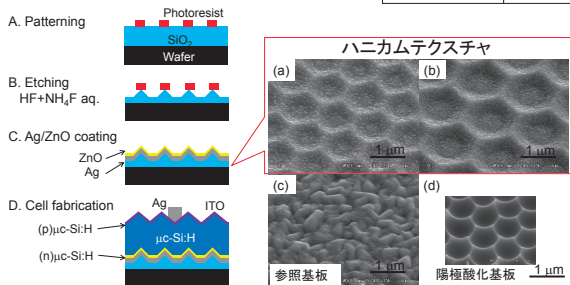 A. Patterning
Photoresist
SiO2
Wafer
B. Etching
HF+NH4F aq.
C. Ag/ZnO coating
ZnO
Ag
D. Cell fabrication
Ag
ITO
(p)μc-Si:H
μc-Si:H
(n)μc-Si:H
ハニカムテクスチャ
(a)
1 μm
(b)
1 μm
(c)
1 μm
参照基板
(d)
陽極酸化基板
1 μm